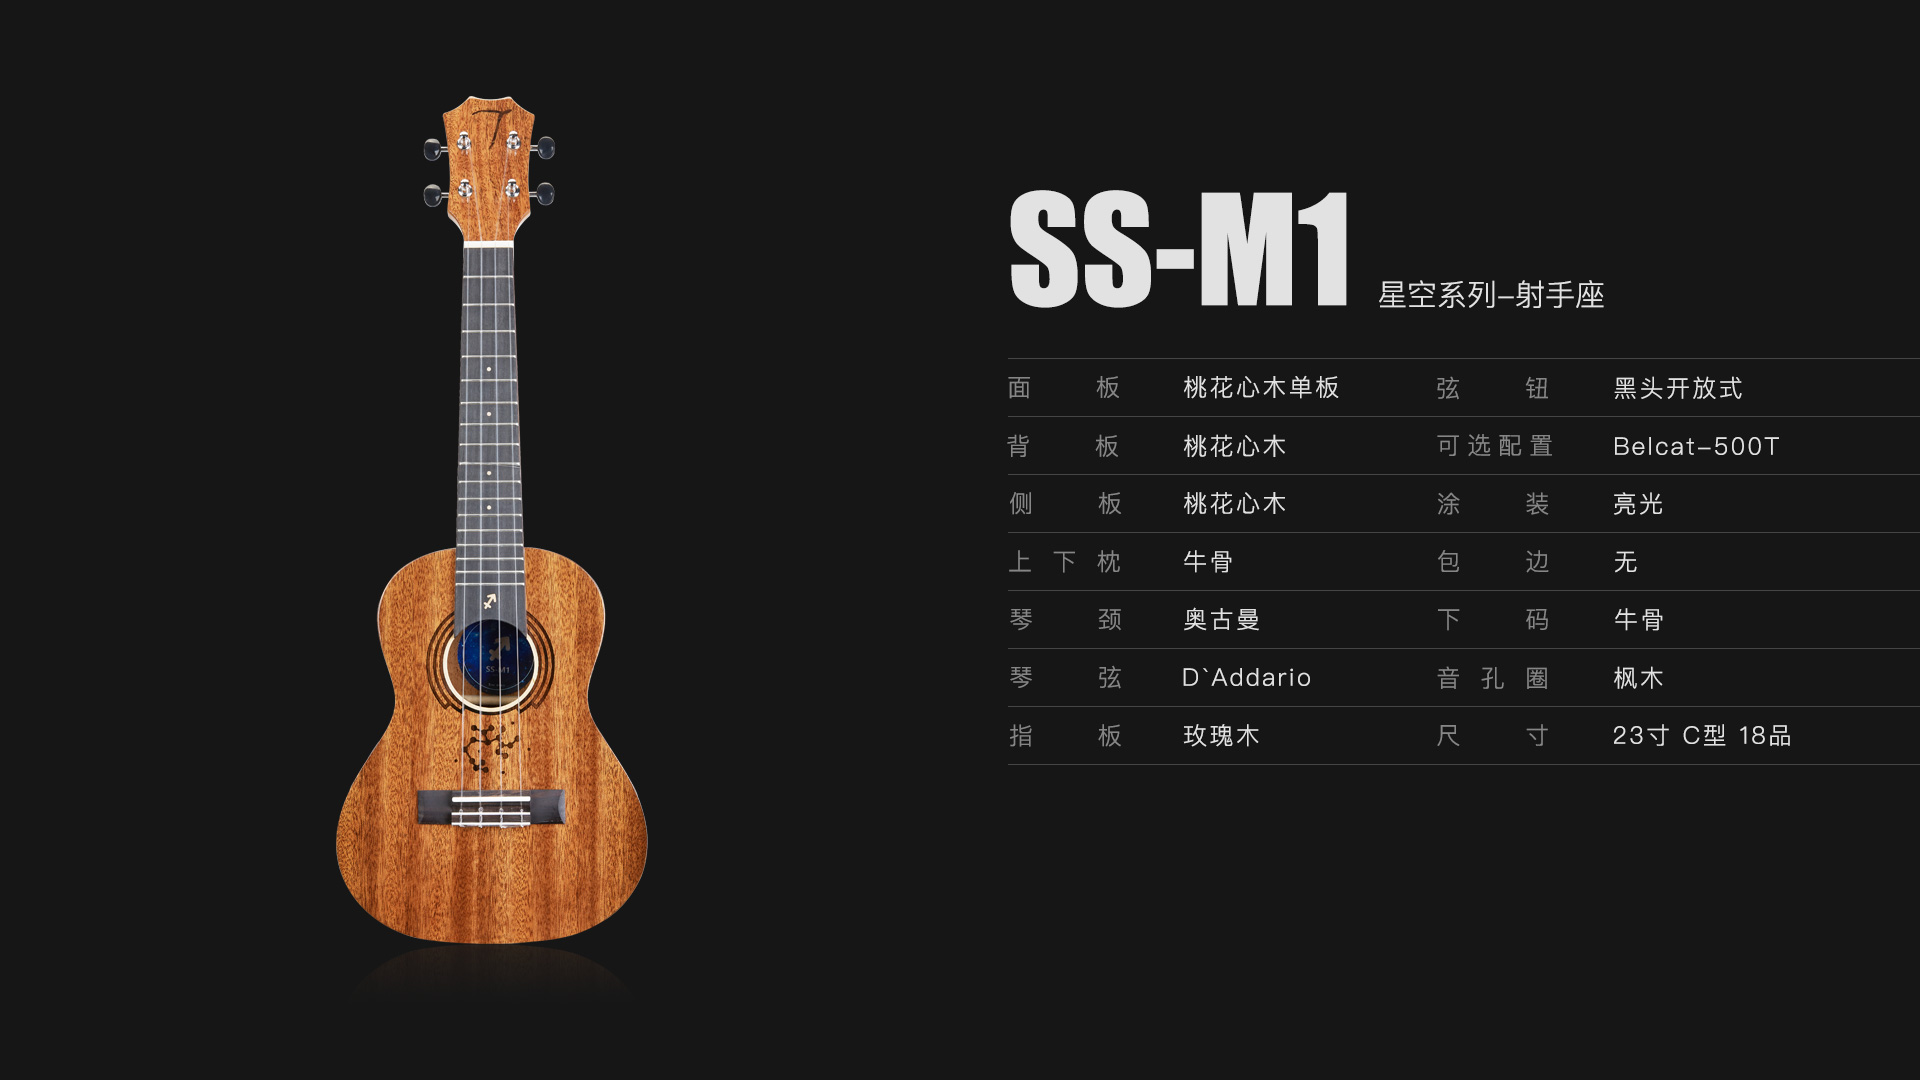 SS-M1 星空系列-射手座
面板 桃花心木单板 弦钮 黑头开放式
背板 桃花心木 可选配置 Belcat-500T
侧板 桃花心木 涂装 亮光
上下枕 牛骨 包边 无
琴颈 奥古曼 下码 牛骨
琴弦 D`Addario 音孔圈 枫木
指板 玫瑰木 尺寸 23寸 C型 18品
SS-M1